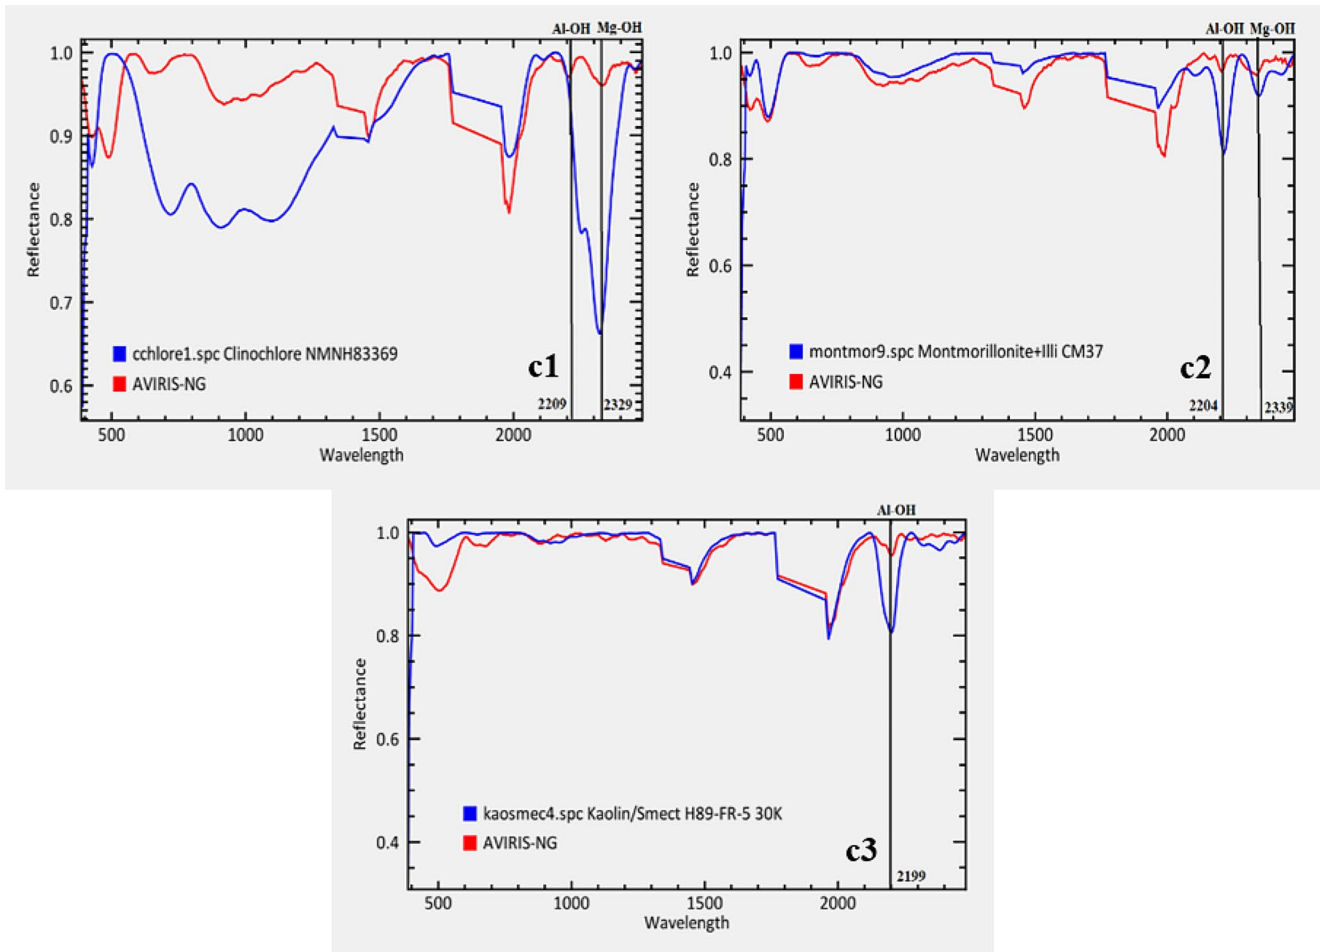 Al-OH Mg-OH
1.0
0.9
0.8
0.7
0.6
Reflectance
cchlore1.spc Clinochlore NMNH83369
AVIRIS-NG
c1
2209 2329
500 1000 1500 2000
Wavelength
Al-OH Mg-OH
1.0
0.8
0.6
0.4
Reflectance
montmor9.spc Montmorillonite+Illi CM37
AVIRIS-NG
c2
2204 2339
500 1000 1500 2000
Wavelength
Al-OH
1.0
0.8
0.6
0.4
Reflectance
kaosmec4.spc Kaolin/Smect H89-FR-5 30K
AVIRIS-NG
c3
2199
500 1000 1500 2000
Wavelength